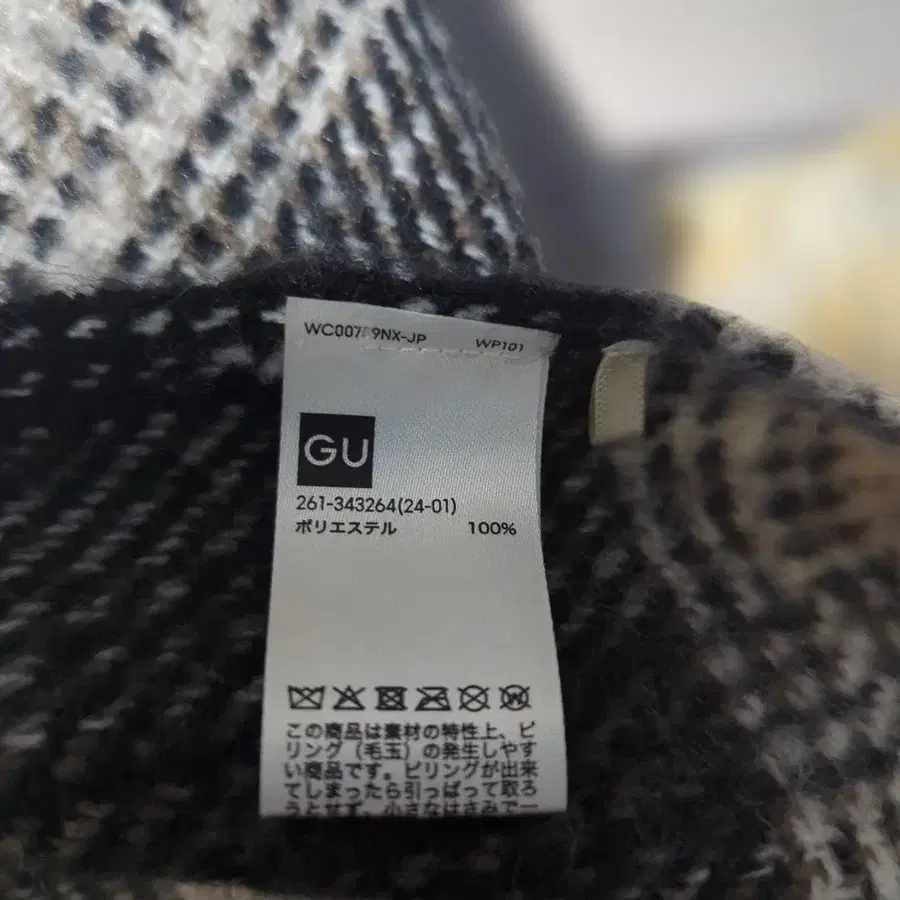 WP101
GU
261-343264(24-01)
ポリエステル 100%
この商品は素材の特性上、ピ
リング（毛玉）の発生しやす
い商品です。ピリングが出来
てしまったら引っぱって取ろ
うとせず、小さなはさみで一